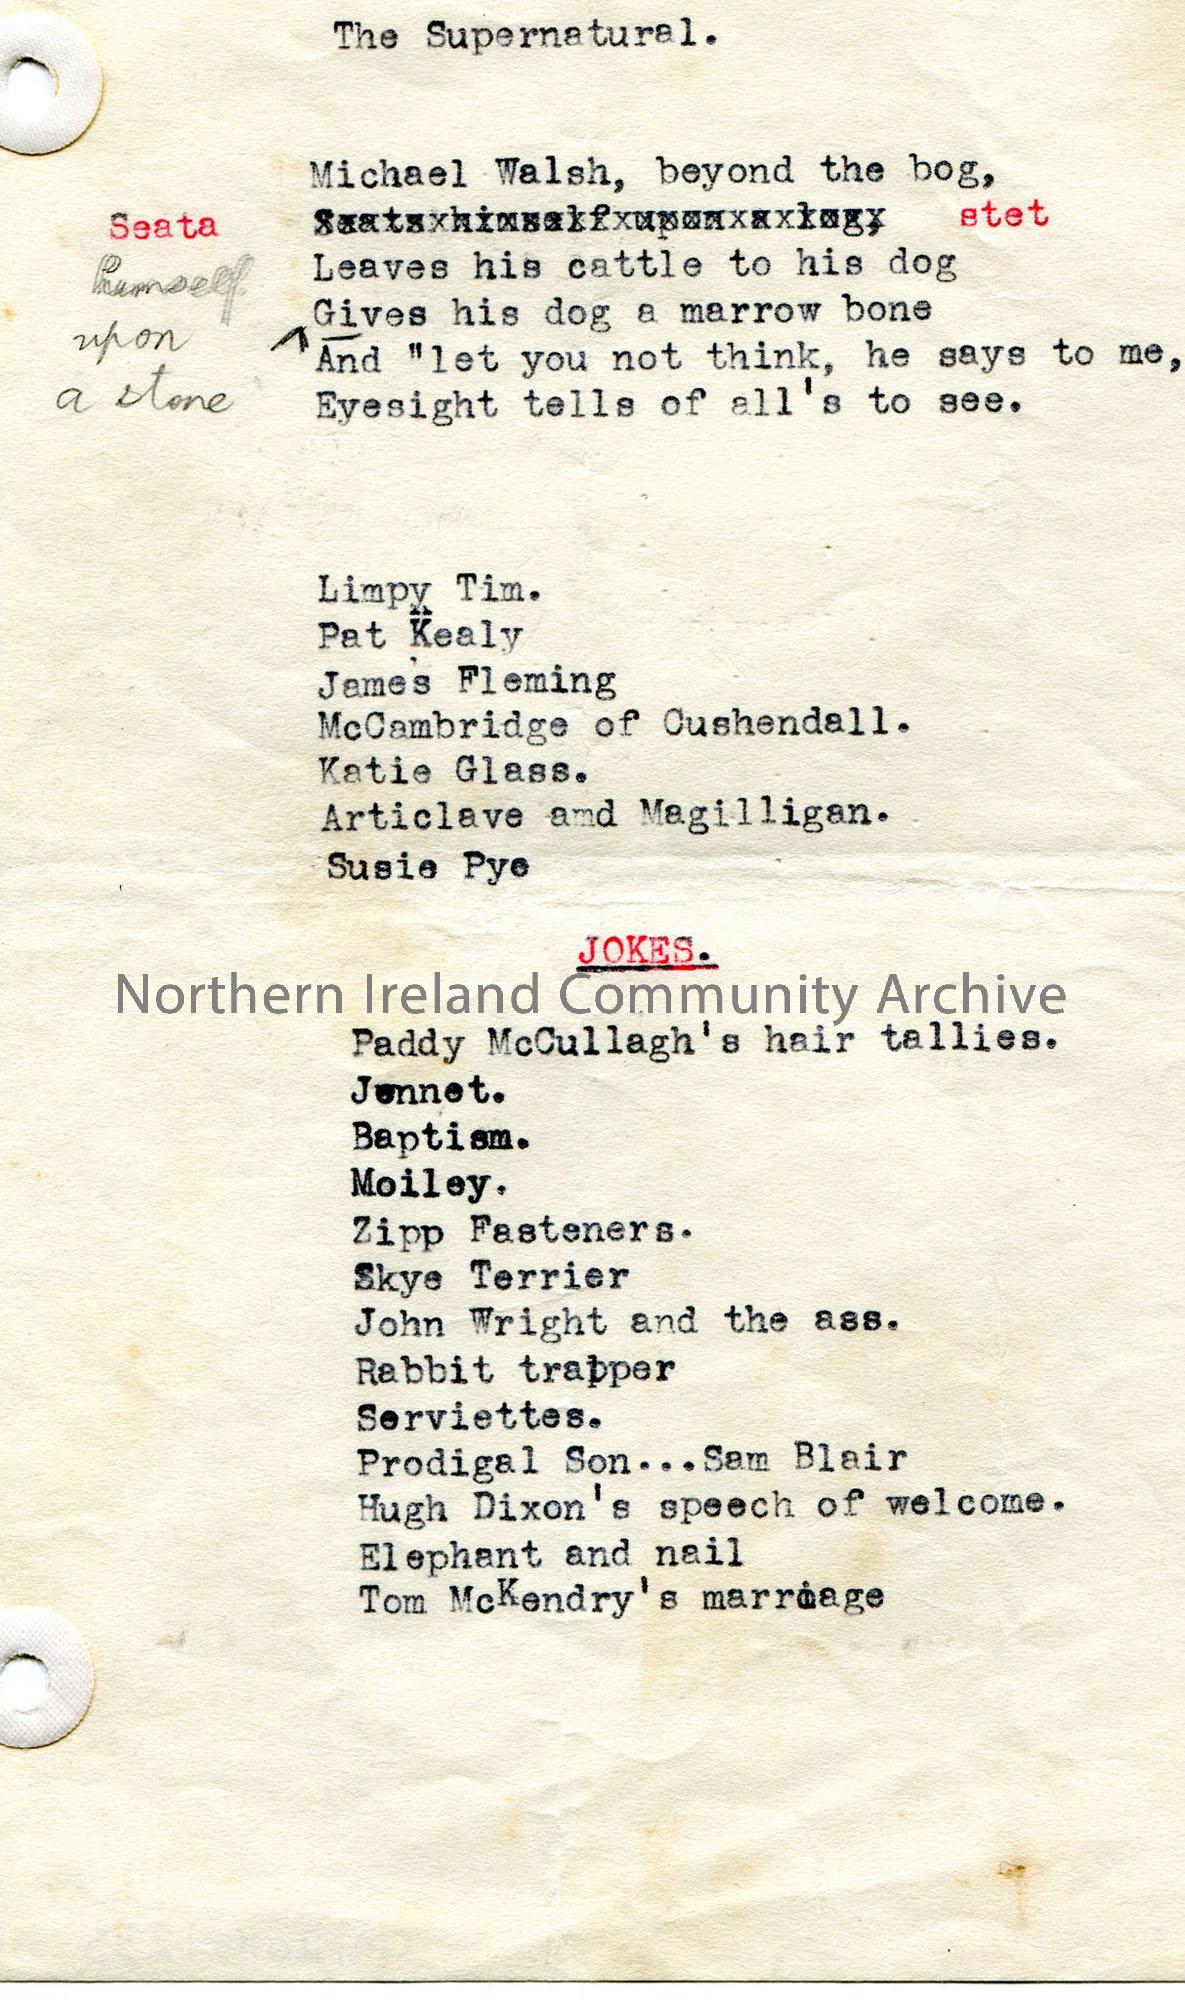 The Supernatural.
Michael Walsh, beyond the bog,
Seata Seats himself upon a log, stet
himself
Leaves his cattle to his dog
Gives his dog a marrow bone
upon
And "let you not think, he says to me,
a stone
Eyesight tells of all's to see.
Limpy Tim.
Pat Kealy
James Fleming
McCambridge of Cushendall.
Katie Glass.
Articlave and Magilligan.
Susie Pye
JOKES.
Northern Ireland Community Archive
Paddy McCullagh's hair tallies.
Jennet.
Baptism.
Moiley.
Zipp Fasteners.
Skye Terrier
John Wright and the ass.
Rabbit trapper
Serviettes.
Prodigal Son...Sam Blair
Hugh Dixon's speech of welcome.
Elephant and nail
Tom McKendry's marriage